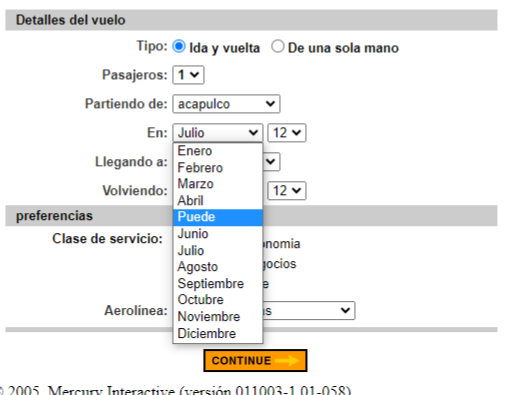 Detalles del vuelo
Tipo: Ida y vuelta De una sola mano
Pasajeros: 1
Partiendo de: acapulco
En: Julio 12
Enero
Llegando a:
Febrero
Marzo
Volviendo: 12
Abril
preferencias Puede
Clase de servicio: Junio
Julio
Agosto
Septiembre
Octubre
Aerolínea: Noviembre
Diciembre
CONTINUE
2005, Mercury Interactive (versión 011003-1.01-058)